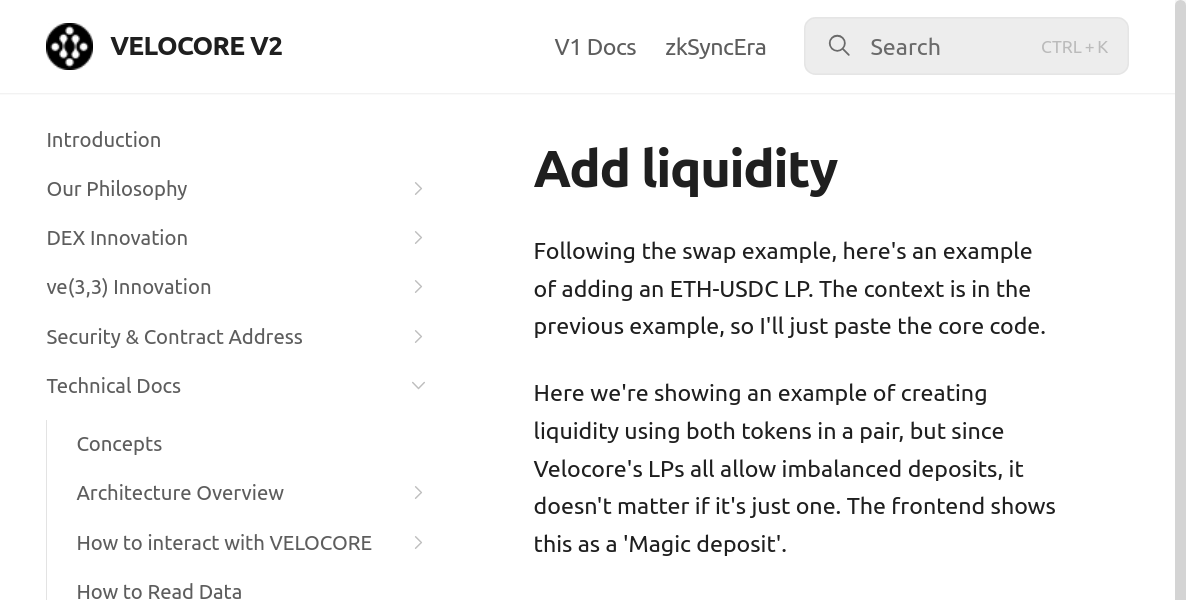 VELOCORE V2
V1 Docs
zkSyncEra
Search
CTRL + K
Introduction
Our Philosophy
DEX Innovation
ve(3,3) Innovation
Security & Contract Address
Technical Docs
Concepts
Architecture Overview
How to interact with VELOCORE
How to Read Data
Add liquidity
Following the swap example, here's an example
of adding an ETH-USDC LP. The context is in the
previous example, so I'll just paste the core code.
Here we're showing an example of creating
liquidity using both tokens in a pair, but since
Velocore's LPs all allow imbalanced deposits, it
doesn't matter if it's just one. The frontend shows
this as a 'Magic deposit'.